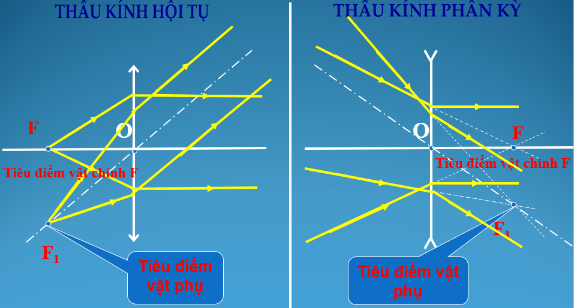 THẤU KÍNH HỘI TỤ
F
O
Tiêu điểm vật chính F
F₁
Tiêu điểm
vật phụ
THẤU KÍNH PHÂN KỲ
O
F
Tiêu điểm vật chính F
F₁
Tiêu điểm vật
phụ